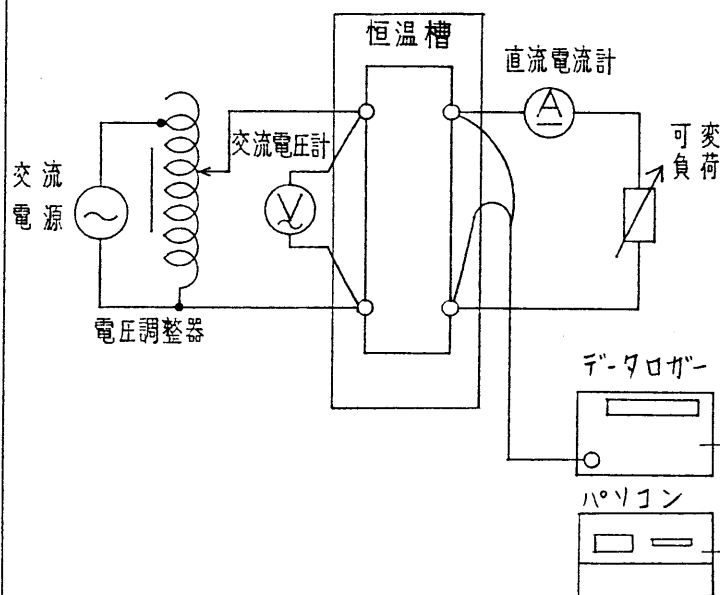 恒温槽
直流電流計
A
可変
負荷
交流電圧計
V
交流
電源
電圧調整器
データロガー
パソコン